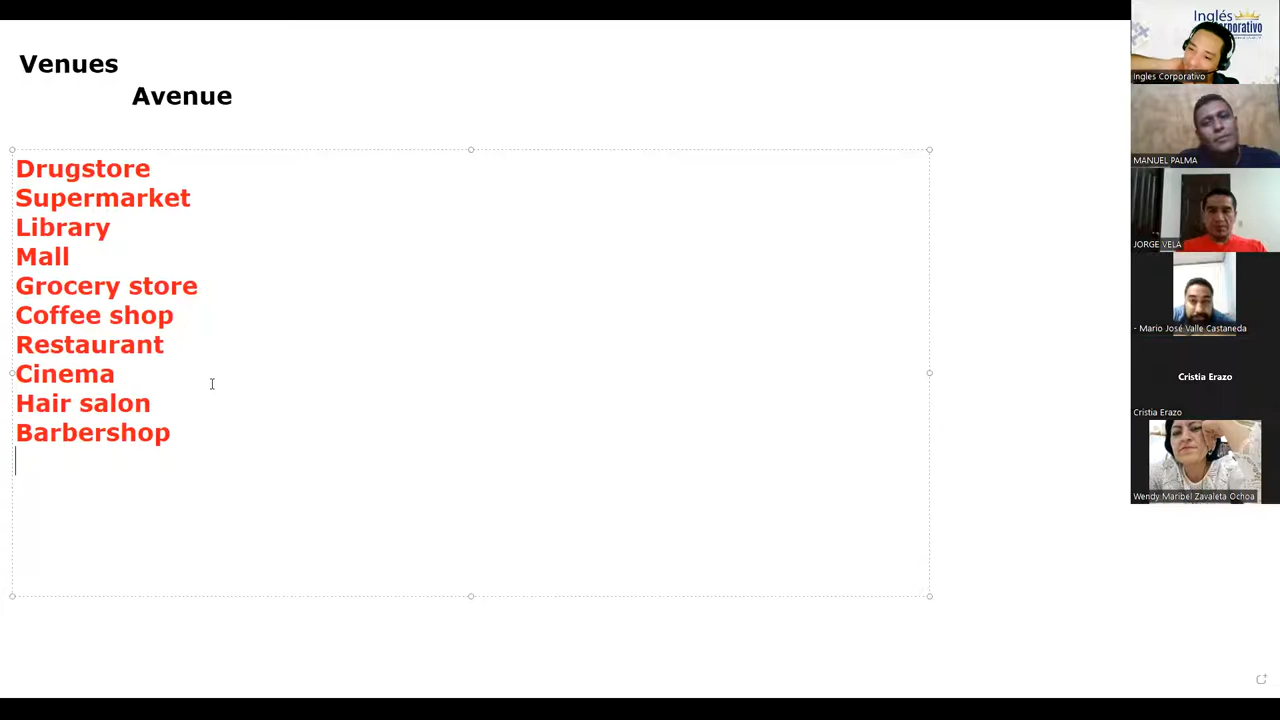 Venues
Avenue
Drugstore
Supermarket
Library
Mall
Grocery store
Coffee shop
Restaurant
Cinema
Hair salon
Barbershop
Inglés
Ingles Corporativo
MANUEL PALMA
JORGE VELA
- Mario José Valle Castaneda
Cristia Erazo
Cristia Erazo
Wendy Maribel Zavaleta Ochoa